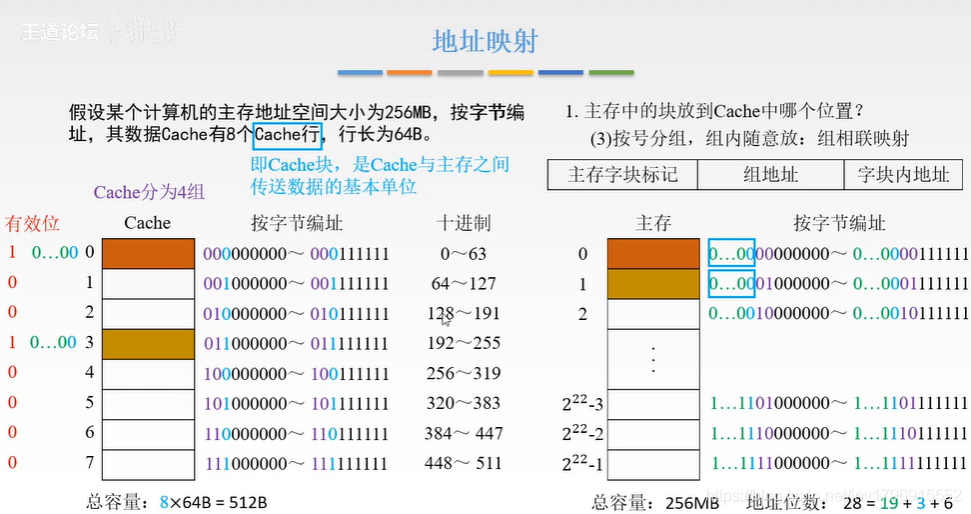 王道论坛
地址映射
假设某个计算机的主存地址空间大小为256MB，按字节编
址，其数据Cache有8个Cache行，行长为64B。
即Cache块，是Cache与主存之间
传送数据的基本单位
Cache分为4组
有效位 Cache 按字节编址 十进制
1 0…00 0 000000000～000111111 0～63
0 1 001000000～001111111 64～127
0 2 010000000～010111111 128～191
1 0…00 3 011000000～011111111 192～255
0 4 100000000～100111111 256～319
0 5 101000000～101111111 320～383
0 6 110000000～110111111 384～447
0 7 111000000～111111111 448～511
总容量：8×64B = 512B
1. 主存中的块放到Cache中哪个位置？
(3)按号分组，组内随意放：组相联映射
主存字块标记 组地址 字块内地址
主存 按字节编址
0 0…0000000000～0…0000111111
1 0…0001000000～0…0001111111
2 0…0010000000～0…0010111111
⋮
2²²-3 1…1101000000～1…1101111111
2²²-2 1…1110000000～1…1110111111
2²²-1 1…1111000000～1…1111111111
总容量：256MB 地址位数：28 = 19 + 3 + 6